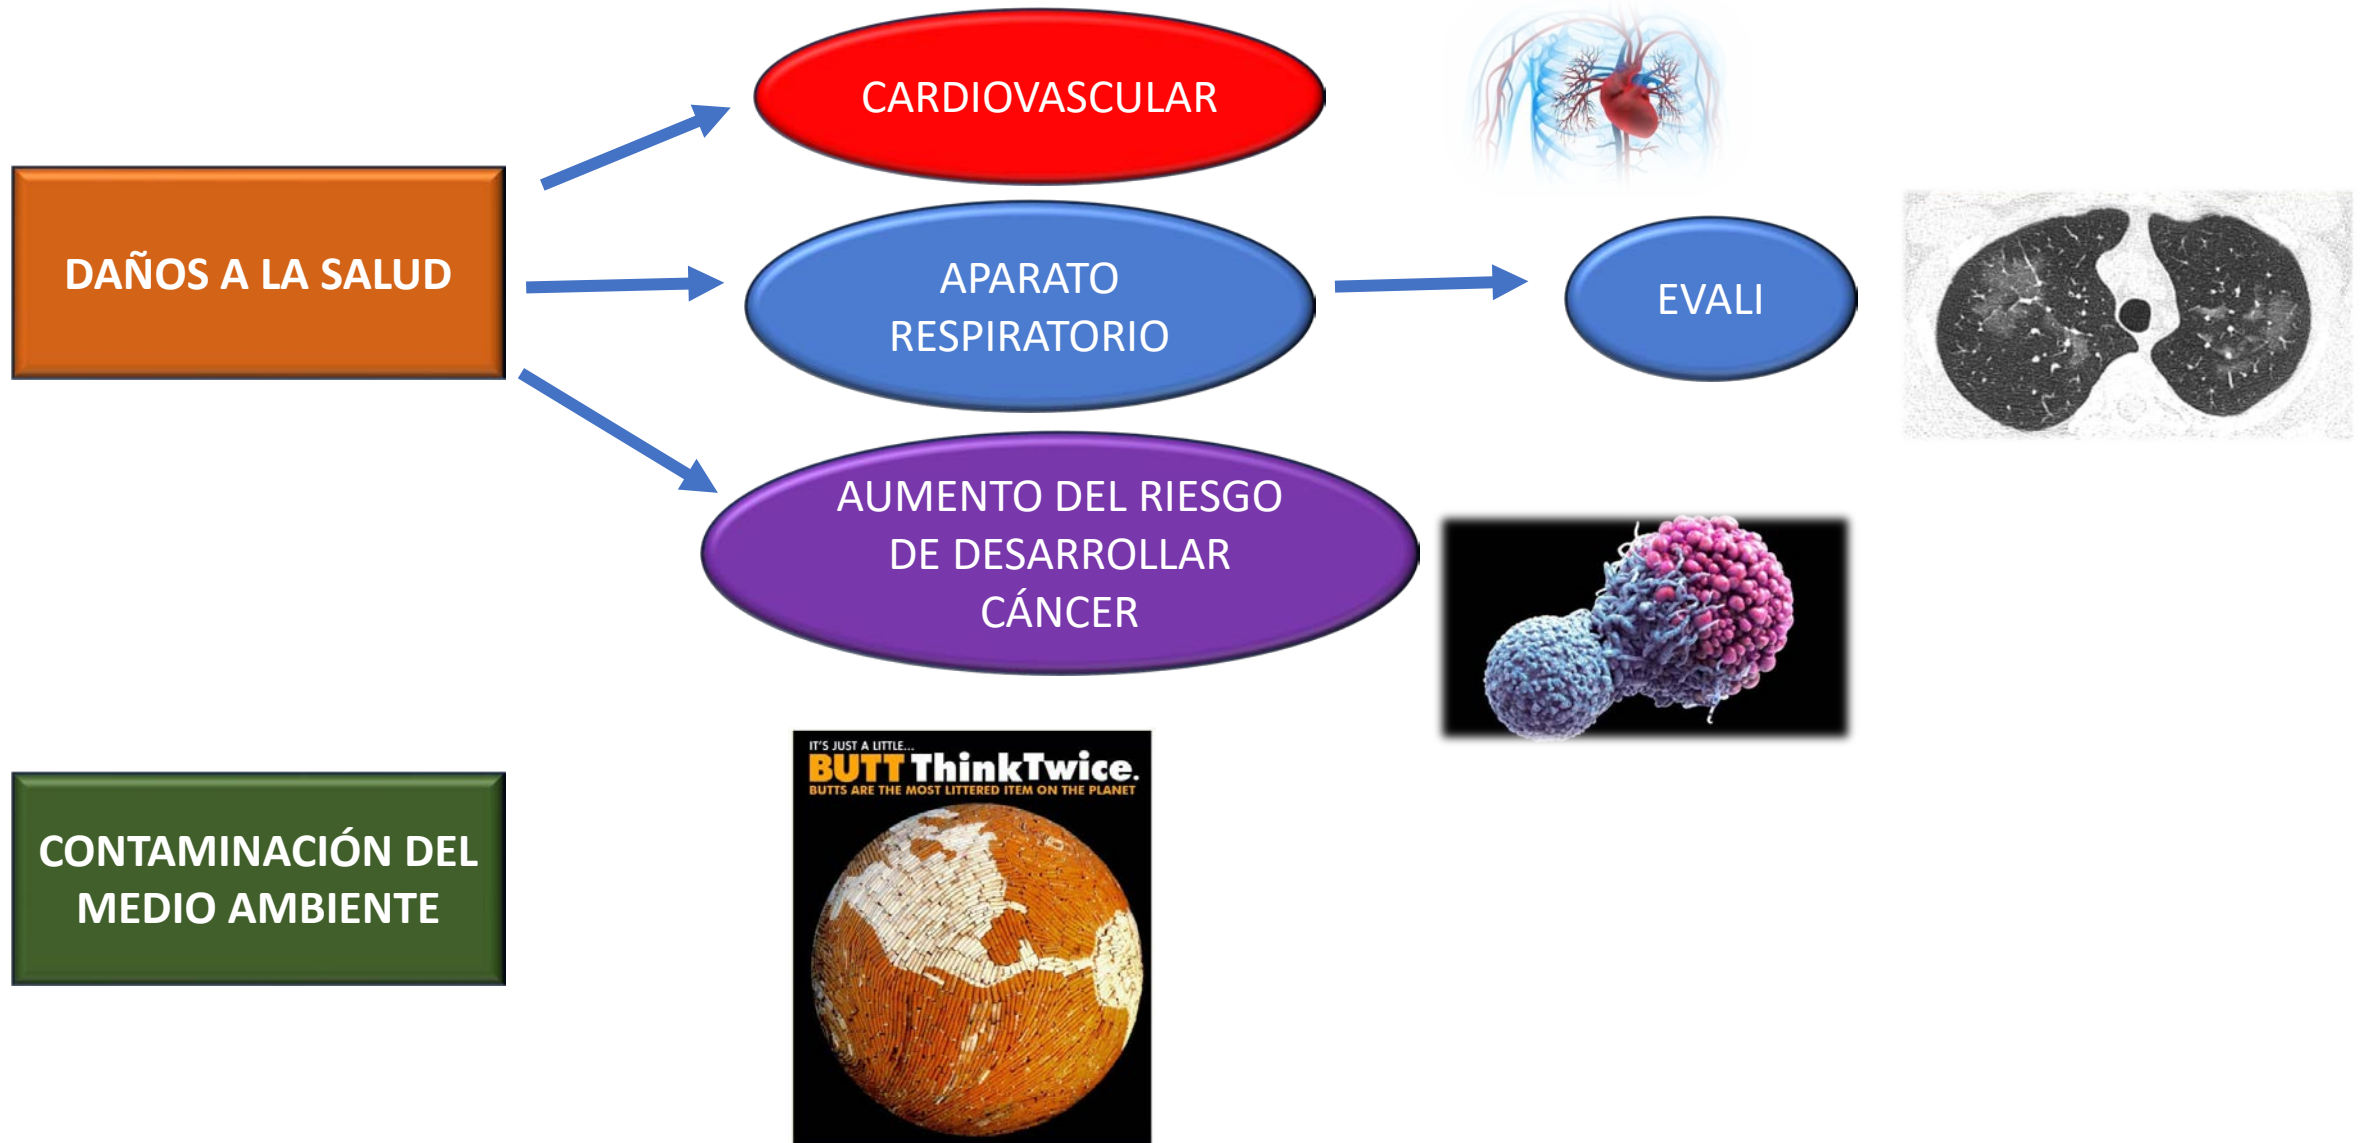 CARDIOVASCULAR
DAÑOS A LA SALUD
APARATO
RESPIRATORIO
EVALI
AUMENTO DEL RIESGO
DE DESARROLLAR
CÁNCER
IT'S JUST A LITTLE...
BUTT ThinkTwice.
BUTTS ARE THE MOST LITTERED ITEM ON THE PLANET
CONTAMINACIÓN DEL
MEDIO AMBIENTE